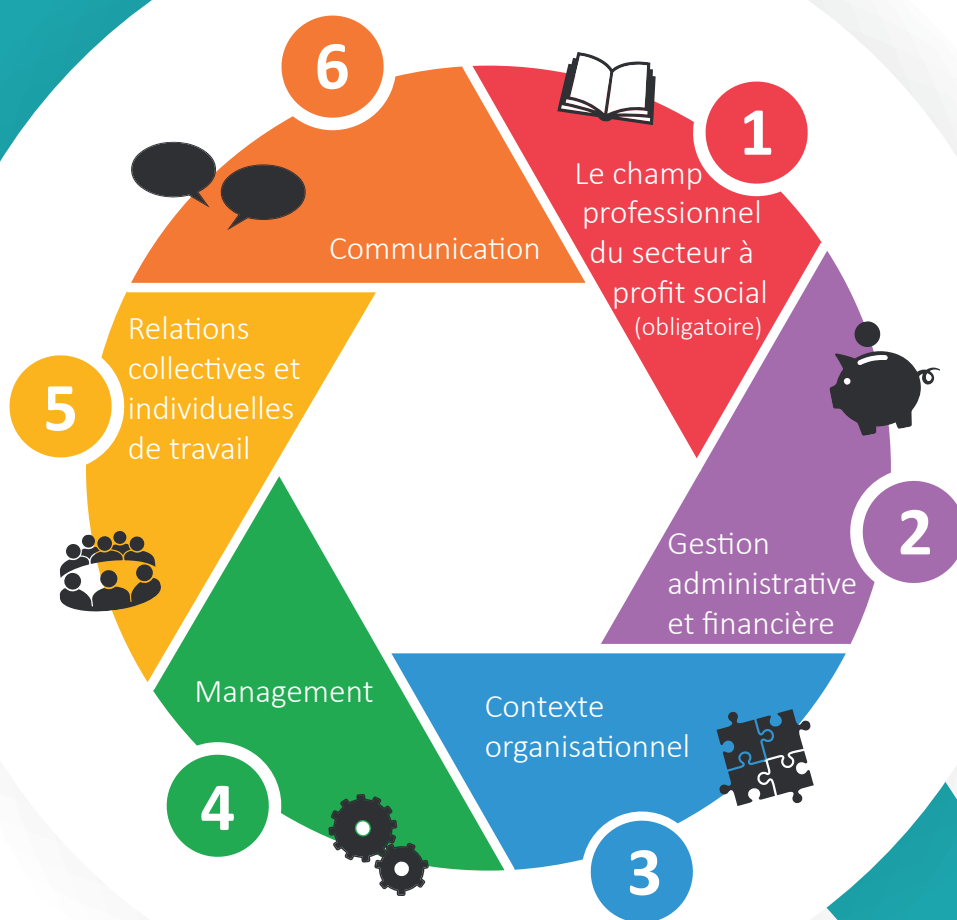 1
Le champ
professionnel
du secteur à
profit social
(obligatoire)
2
Gestion
administrative
et financière
3
Contexte
organisationnel
4
Management
5
Relations
collectives et
individuelles
de travail
6
Communication